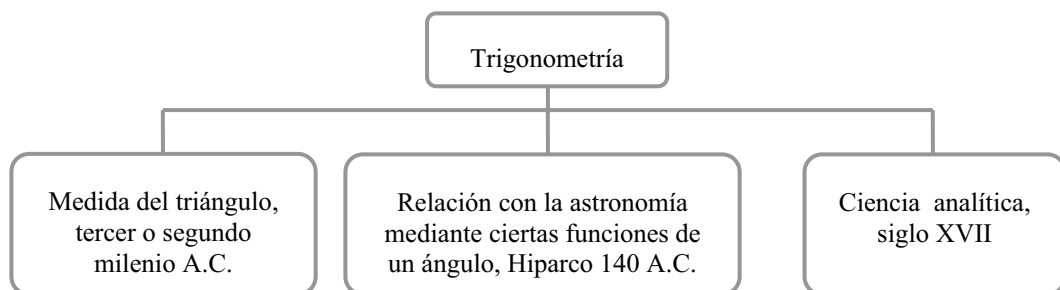 Trigonometría
Medida del triángulo,
tercer o segundo
milenio A.C.
Relación con la astronomía
mediante ciertas funciones de
un ángulo, Hiparco 140 A.C.
Ciencia analítica,
siglo XVII